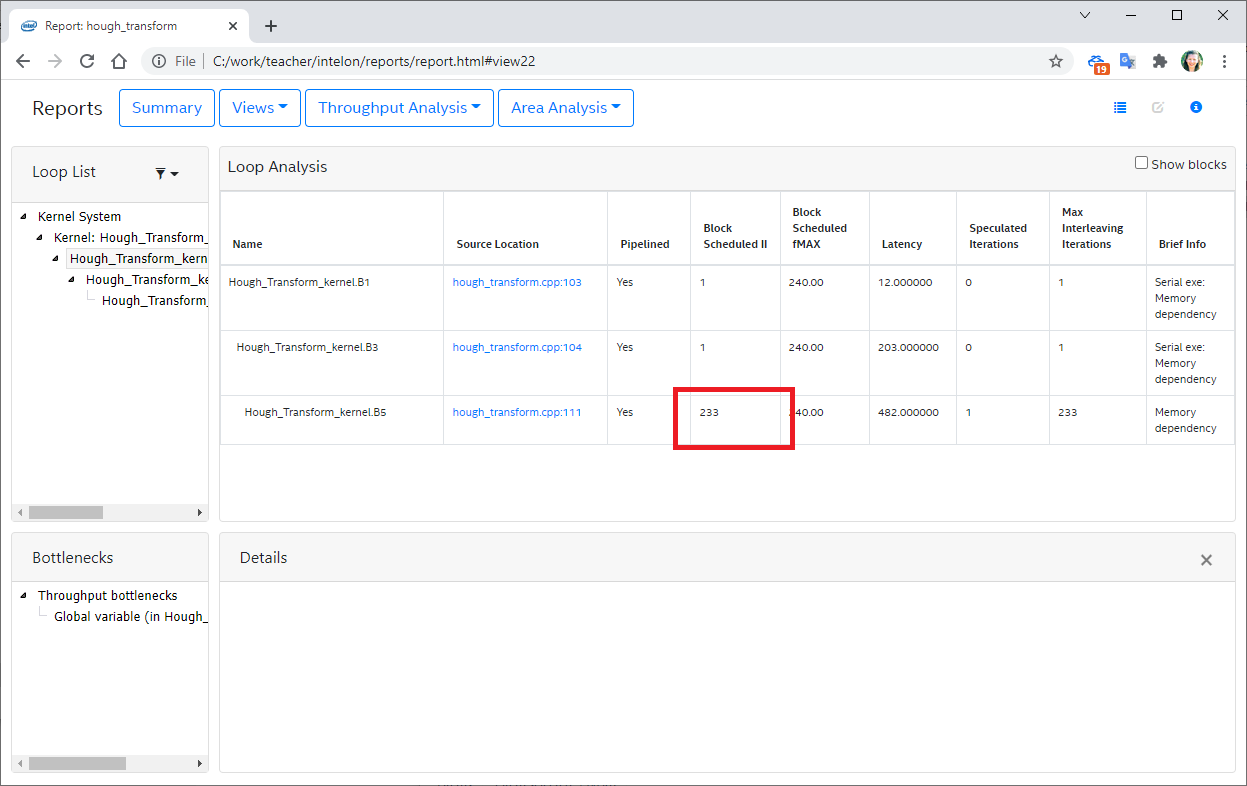 Report: hough_transform
File C:/work/teacher/intelon/reports/report.html#view22
19
Reports Summary Views Throughput Analysis Area Analysis
Loop List
Kernel System
Kernel: Hough_Transform_
Hough_Transform_kern
Hough_Transform_ke
Hough_Transform_
Loop Analysis Show blocks
Name Source Location Pipelined Block Scheduled II Block Scheduled fMAX Latency Speculated Iterations Max Interleaving Iterations Brief Info
Hough_Transform_kernel.B1 hough_transform.cpp:103 Yes 1 240.00 12.000000 0 1 Serial exe: Memory dependency
Hough_Transform_kernel.B3 hough_transform.cpp:104 Yes 1 240.00 203.000000 0 1 Serial exe: Memory dependency
Hough_Transform_kernel.B5 hough_transform.cpp:111 Yes 233 40.00 482.000000 1 233 Memory dependency
Bottlenecks
Throughput bottlenecks
Global variable (in Hough_
Details